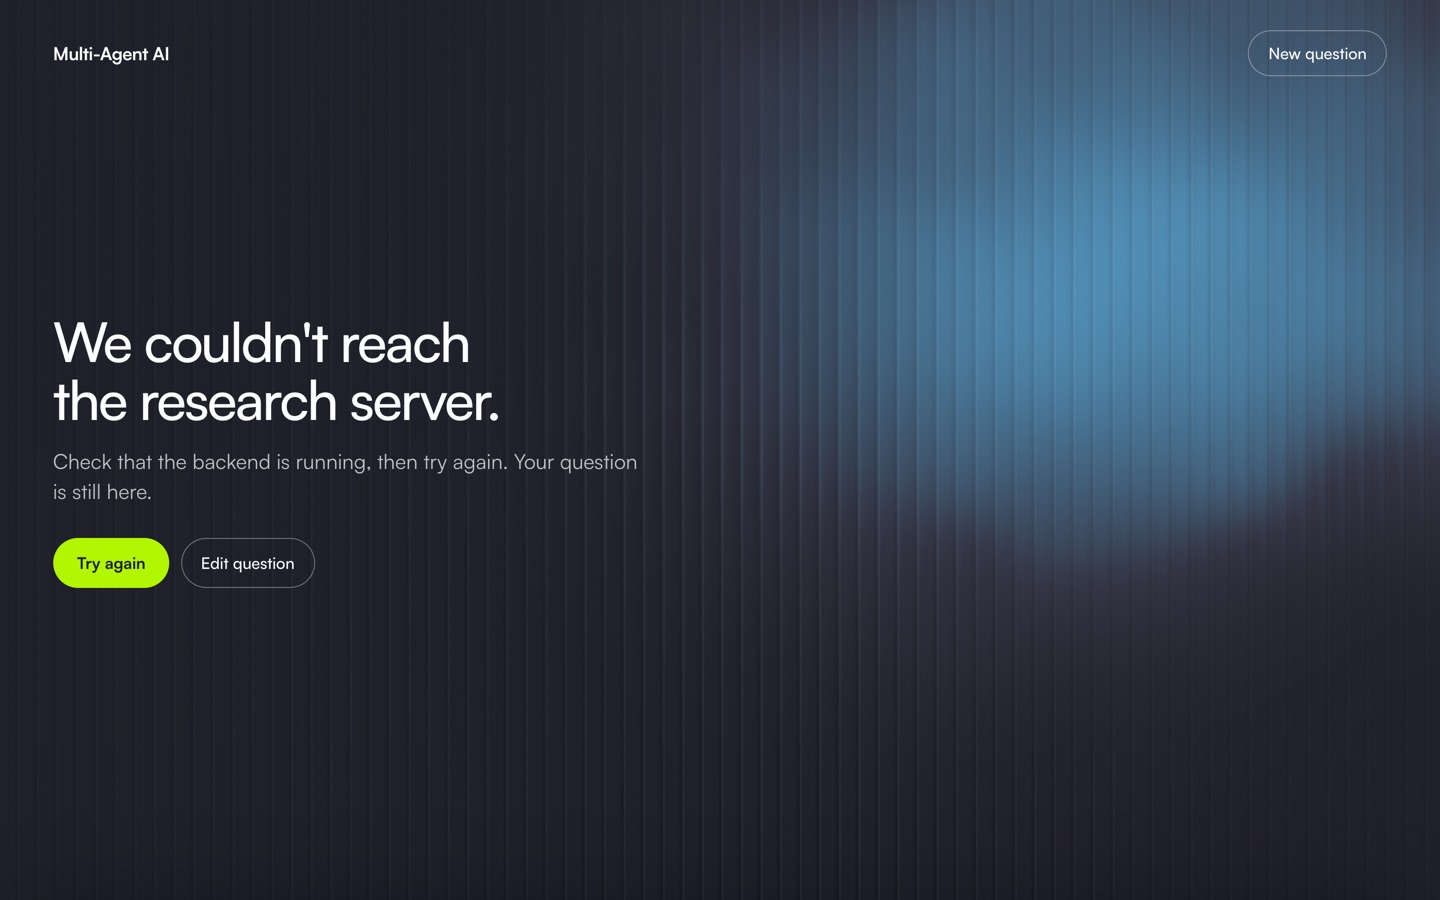 Multi-Agent AI
New question
We couldn't reach
the research server.
Check that the backend is running, then try again. Your question
is still here.
Try again
Edit question